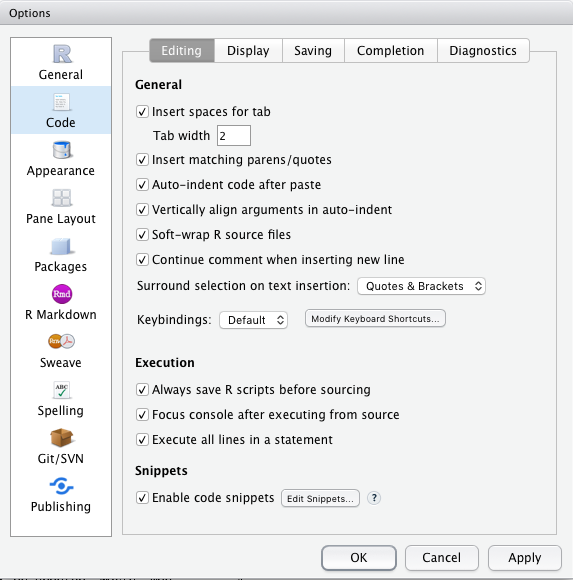 Options
General
Code
Appearance
Pane Layout
Packages
Rmd
R Markdown
Sweave
ABC
Spelling
Git/SVN
Publishing
Editing Display Saving Completion Diagnostics
General
Insert spaces for tab
Tab width 2
Insert matching parens/quotes
Auto-indent code after paste
Vertically align arguments in auto-indent
Soft-wrap R source files
Continue comment when inserting new line
Surround selection on text insertion: Quotes & Brackets
Keybindings: Default Modify Keyboard Shortcuts...
Execution
Always save R scripts before sourcing
Focus console after executing from source
Execute all lines in a statement
Snippets
Enable code snippets Edit Snippets... ?
OK Cancel Apply